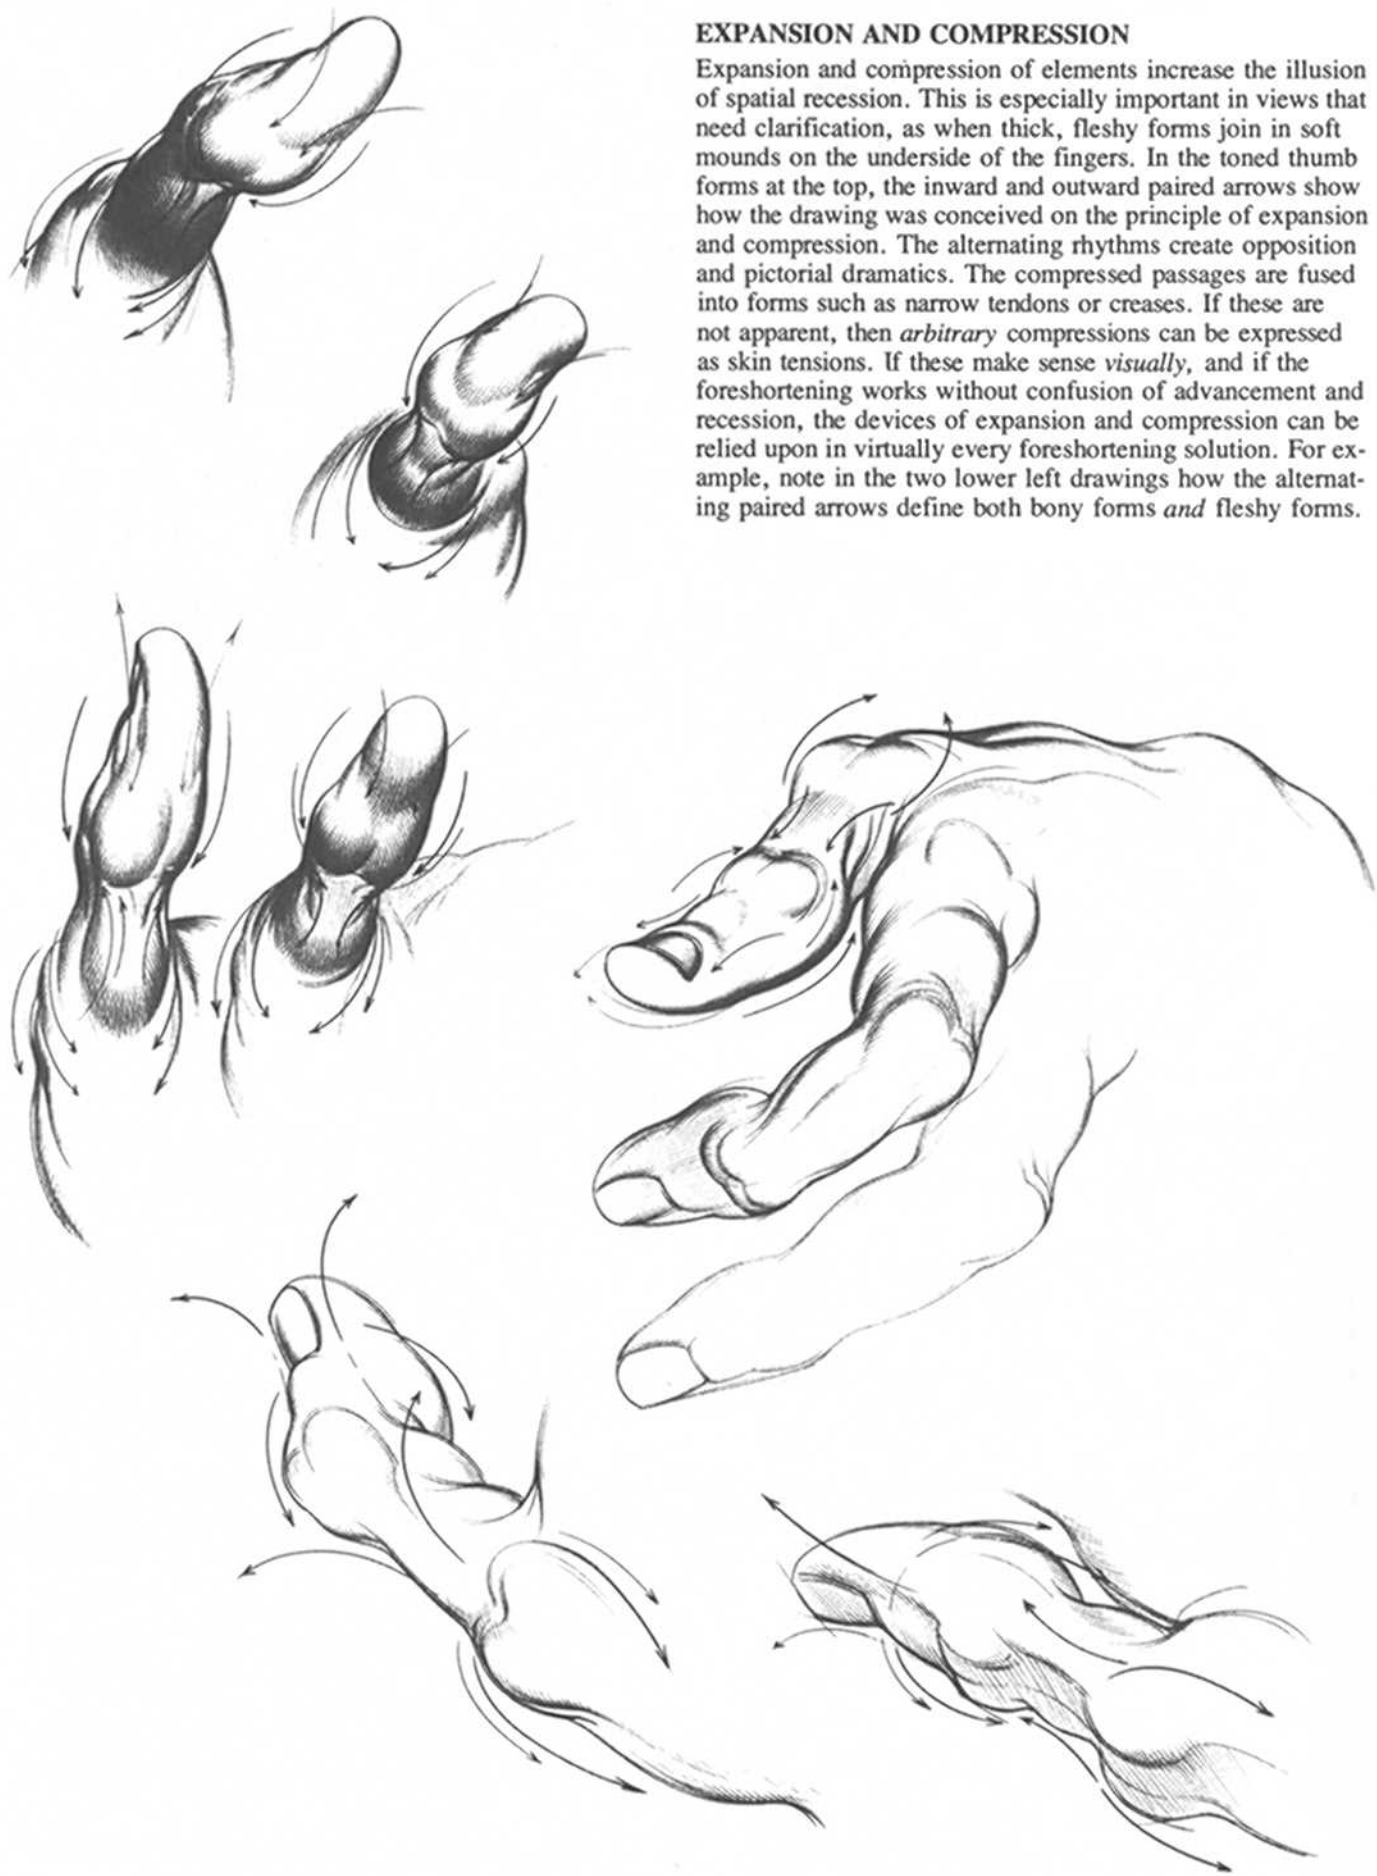 EXPANSION AND COMPRESSION
Expansion and compression of elements increase the illusion
of spatial recession. This is especially important in views that
need clarification, as when thick, fleshy forms join in soft
mounds on the underside of the fingers. In the toned thumb
forms at the top, the inward and outward paired arrows show
how the drawing was conceived on the principle of expansion
and compression. The alternating rhythms create opposition
and pictorial dramatics. The compressed passages are fused
into forms such as narrow tendons or creases. If these are
not apparent, then arbitrary compressions can be expressed
as skin tensions. If these make sense visually, and if the
foreshortening works without confusion of advancement and
recession, the devices of expansion and compression can be
relied upon in virtually every foreshortening solution. For ex-
ample, note in the two lower left drawings how the alternat-
ing paired arrows define both bony forms and fleshy forms.